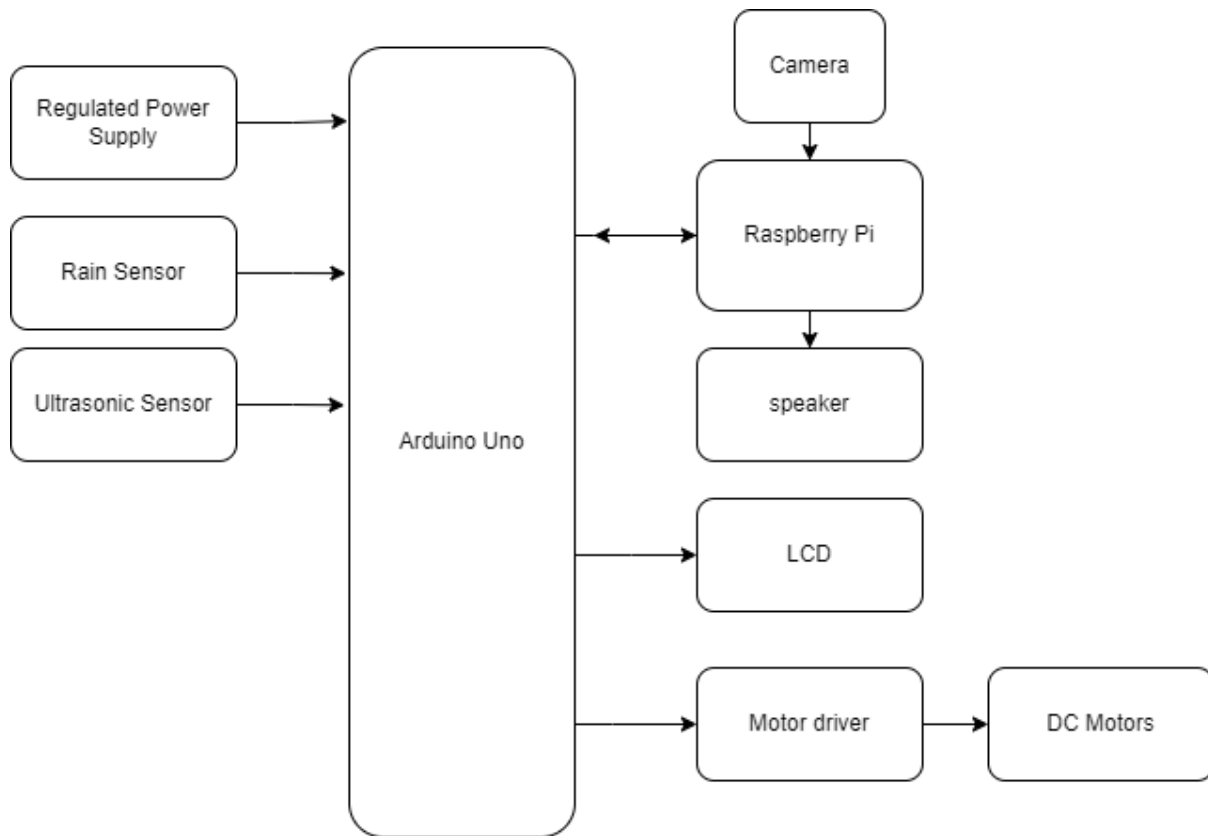 Camera
Regulated Power
Supply
Rain Sensor
Raspberry Pi
Ultrasonic Sensor
speaker
Arduino Uno
LCD
Motor driver
DC Motors